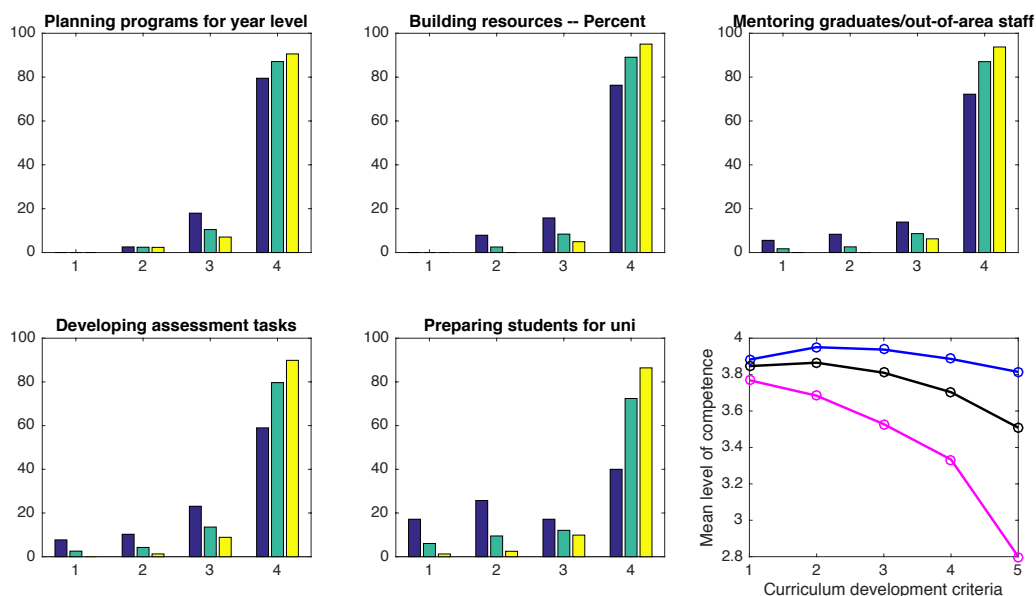 Planning programs for year level
100
80
60
40
20
0
1 2 3 4
Building resources -- Percent
100
80
60
40
20
0
1 2 3 4
Mentoring graduates/out-of-area staff
100
80
60
40
20
0
1 2 3 4
Developing assessment tasks
100
80
60
40
20
0
1 2 3 4
Preparing students for uni
100
80
60
40
20
0
1 2 3 4
Mean level of competence
4
3.8
3.6
3.4
3.2
3
2.8
1 2 3 4 5
Curriculum development criteria